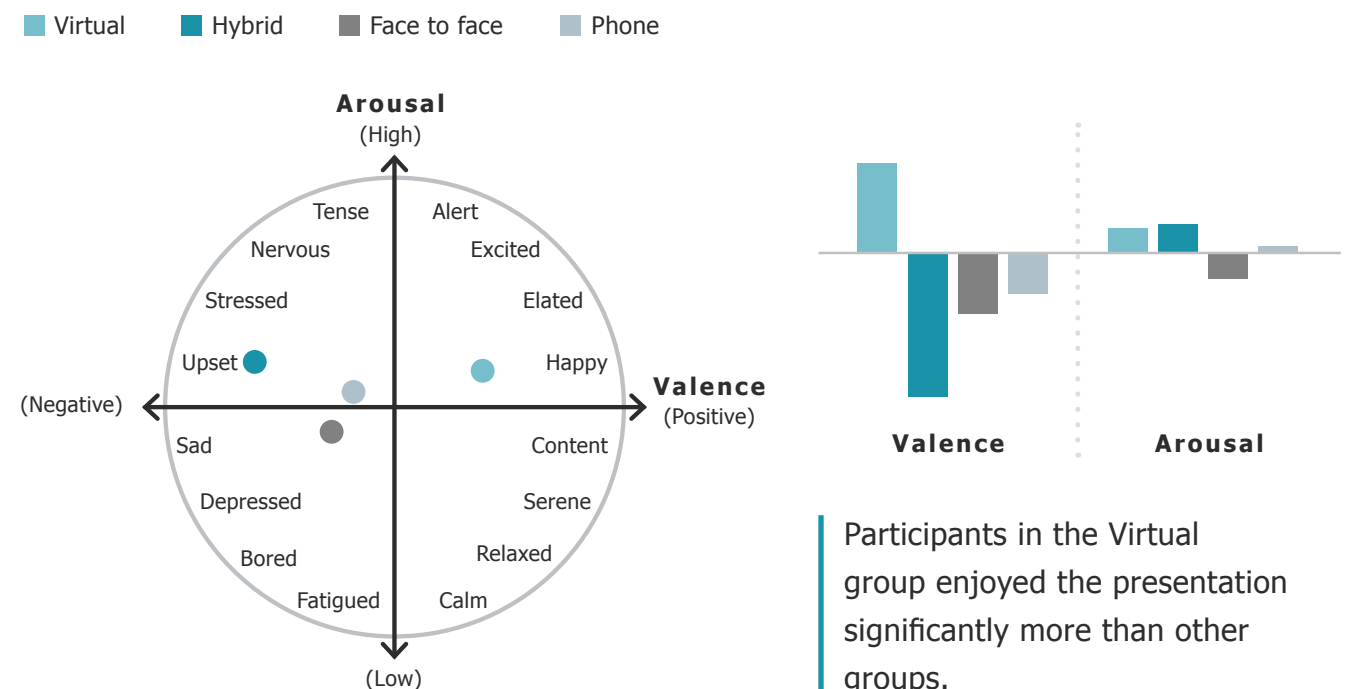 Virtual Hybrid Face to face Phone
Arousal
(High)
Tense Alert
Nervous Excited
Stressed Elated
Upset Happy
(Negative)
Valence
(Positive)
Sad Content
Depressed Serene
Bored Relaxed
Fatigued Calm
(Low)
Valence Arousal
Participants in the Virtual
group enjoyed the presentation
significantly more than other
groups.